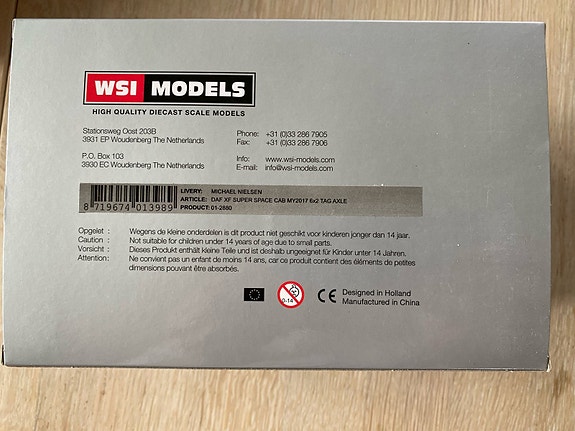 WSI MODELS
HIGH QUALITY DIECAST SCALE MODELS
Stationsweg Oost 203B
3931 EP Woudenberg The Netherlands
P.O. Box 103
3930 EC Woudenberg The Netherlands
Phone: +31 (0)33 286 7905
Fax: +31 (0)33 286 7906
Info: www.wsi-models.com
E-mail: info@wsi-models.com
LIVERY: MICHAEL NIELSEN
ARTICLE: DAF XF SUPER SPACE CAB MY2017 6x2 TAG AXLE
PRODUCT: 01-2880
8 719674 013989
Opgelet : Wegens de kleine onderdelen is dit product niet geschikt voor kinderen jonger dan 14 jaar.
Caution : Not suitable for children under 14 years of age due to small parts.
Vorsicht : Dieses Produkt enthält kleine Teile und ist deshalb ungeeignet für Kinder unter 14 Jahren.
Attention: Ne convient pas un enfant de moins 14 ans, car ce produit contient des éléments de petites
dimensions pouvant être absorbés.
0-14
CE
Designed in Holland
Manufactured in China